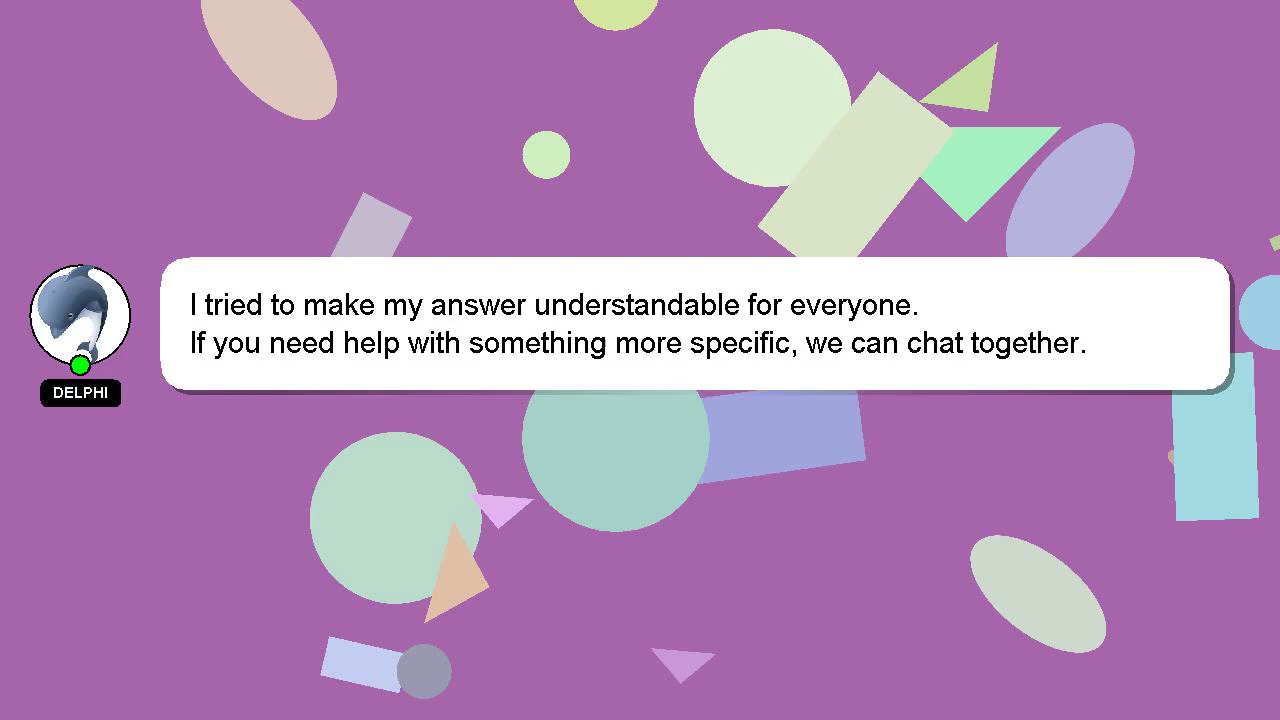 I tried to make my answer understandable for everyone.
If you need help with something more specific, we can chat together.
DELPHI